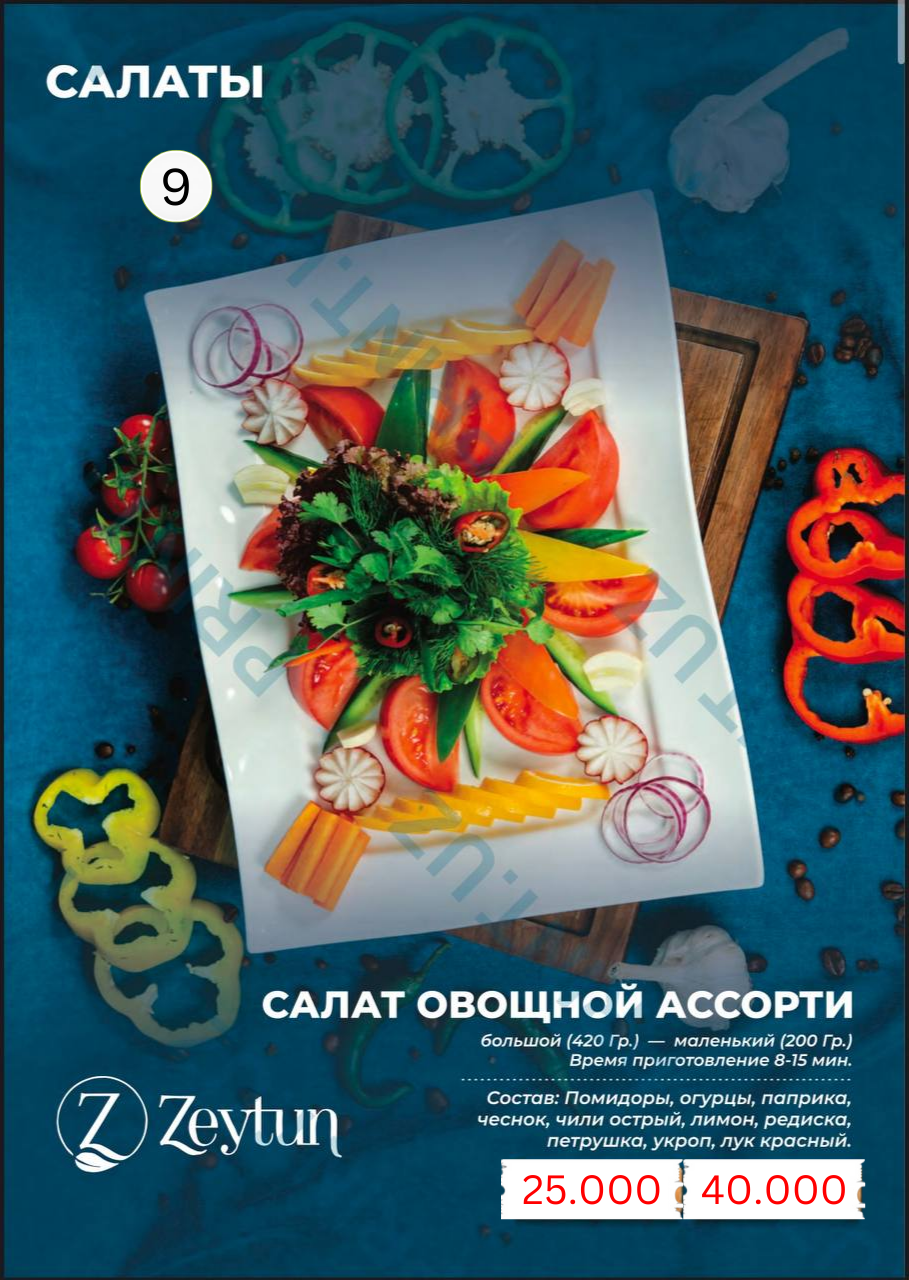 САЛАТЫ
9
САЛАТ ОВОЩНОЙ АССОРТИ
большой (420 Гр.) — маленький (200 Гр.)
Время приготовление 8-15 мин.
Состав: Помидоры, огурцы, паприка,
чеснок, чили острый, лимон, редиска,
петрушка, укроп, лук красный.
Z Zeytun
25.000 40.000